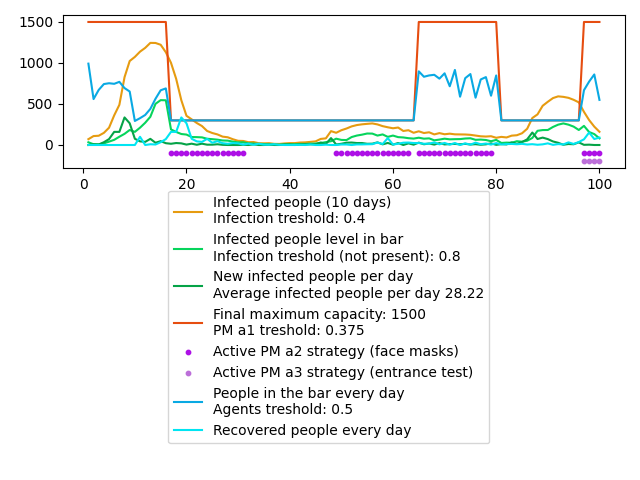 1500
1000
500
0
0 20 40 60 80 100
Infected people (10 days)
Infection treshold: 0.4
Infected people level in bar
Infection treshold (not present): 0.8
New infected people per day
Average infected people per day 28.22
Final maximum capacity: 1500
PM a1 treshold: 0.375
Active PM a2 strategy (face masks)
Active PM a3 strategy (entrance test)
People in the bar every day
Agents treshold: 0.5
Recovered people every day